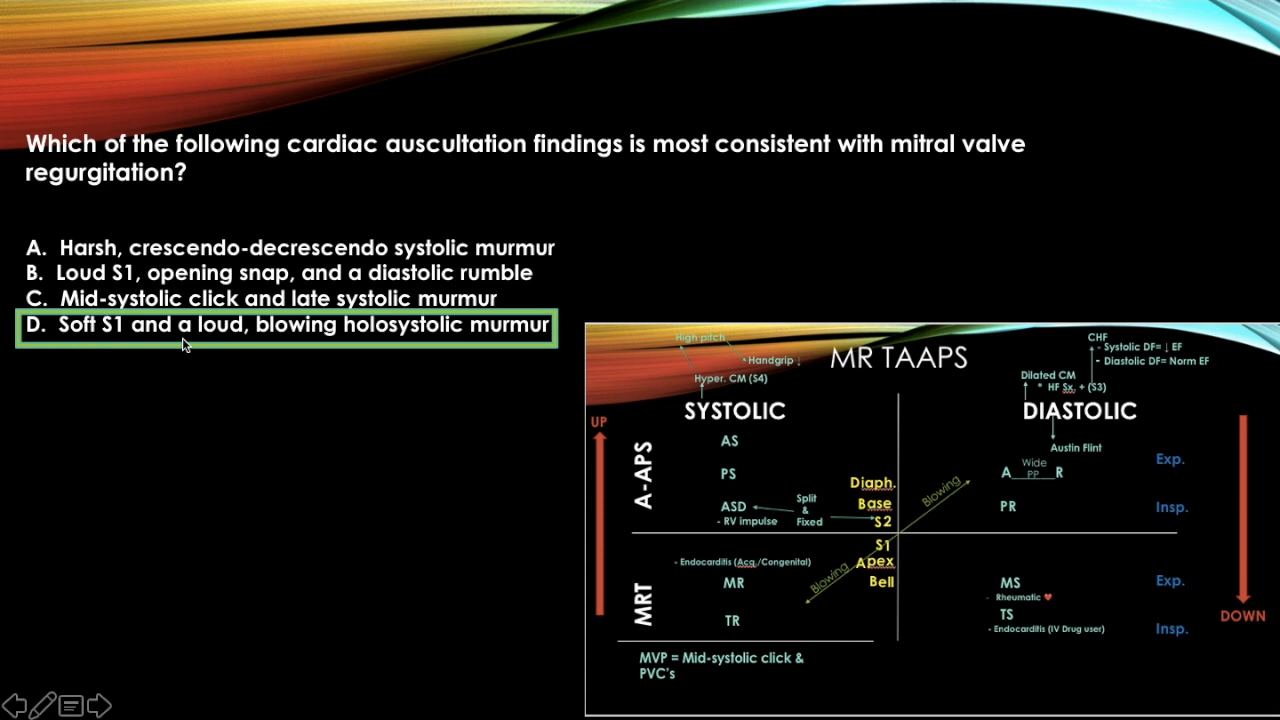 Which of the following cardiac auscultation findings is most consistent with mitral valve
regurgitation?
A. Harsh, crescendo-decrescendo systolic murmur
B. Loud S1, opening snap, and a diastolic rumble
C. Mid-systolic click and late systolic murmur
D. Soft S1 and a loud, blowing holosystolic murmur
MR TAAPS
High pitch
Handgrip ↓
Hyper. CM (S4)
SYSTOLIC
CHF
- Systolic DF= ↓ EF
- Diastolic DF= Norm EF
Dilated CM
* HF Sx. + (S3)
DIASTOLIC
Austin Flint
UP
A-APS
AS
PS
ASD
- RV impulse
Split
&
Fixed
Diaph.
Base
S2
Blowing
Wide
PP
A____R
PR
Exp.
Insp.
S1
Apex
Bell
Blowing
MRT
- Endocarditis (Acq./Congenital)
MR
TR
MS
- Rheumatic ♥
TS
- Endocarditis (IV Drug user)
Exp.
Insp.
DOWN
MVP = Mid-systolic click &
PVC's